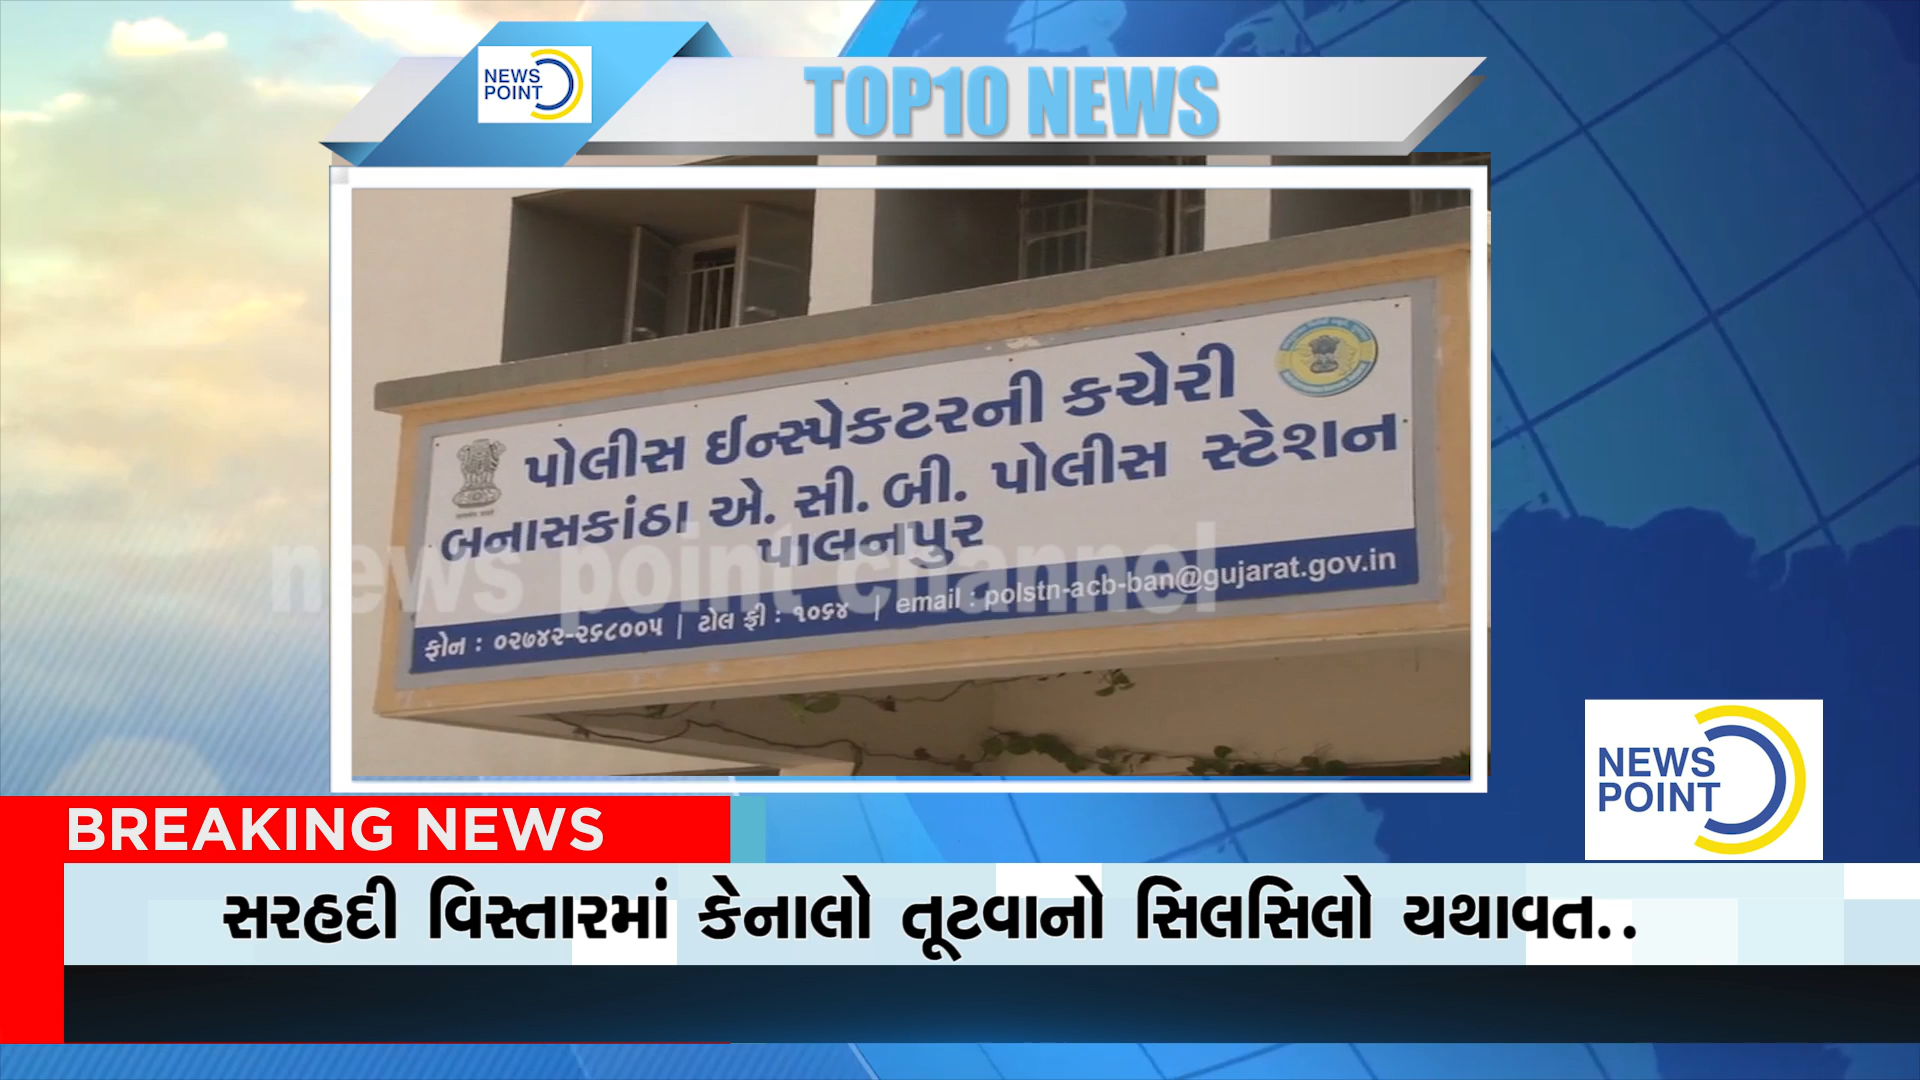 NEWS
POINT
TOP10 NEWS
પોલીસ ઈન્સ્પેકટરની કચેરી
બનાસકાંઠા એ. સી. બી. પોલીસ સ્ટેશન
પાલનપુર
ફોન : ૦૨૭૪૨-૨૬૮૦૦૫ | ટોલ ફ્રી : ૧૦૬૪ | email : polstn-acb-ban@gujarat.gov.in
news point channel
NEWS
POINT
BREAKING NEWS
સરહદી વિસ્તારમાં કેનાલો તૂટવાનો સિલસિલો યથાવત..